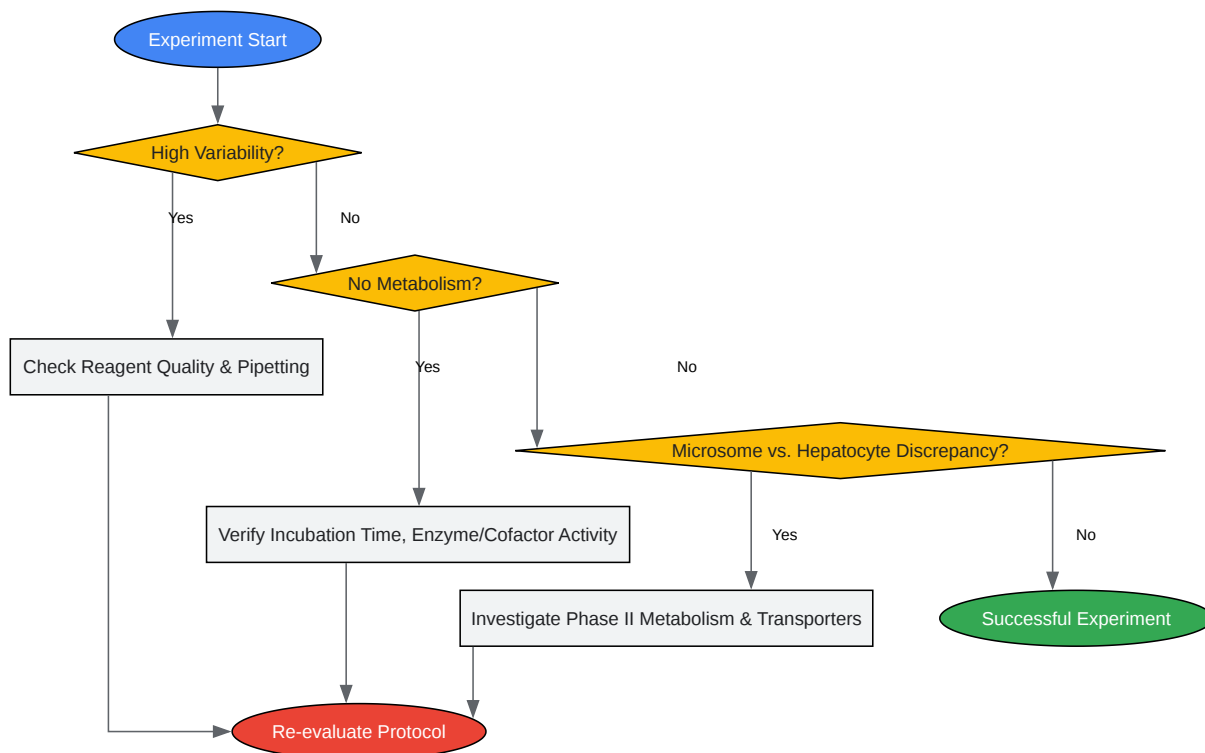 Experiment Start
High Variability?
Yes
No
No Metabolism?
Check Reagent Quality & Pipetting
Yes
No
Microsome vs. Hepatocyte Discrepancy?
Verify Incubation Time, Enzyme/Cofactor Activity
Yes
No
Investigate Phase II Metabolism & Transporters
Successful Experiment
Re-evaluate Protocol